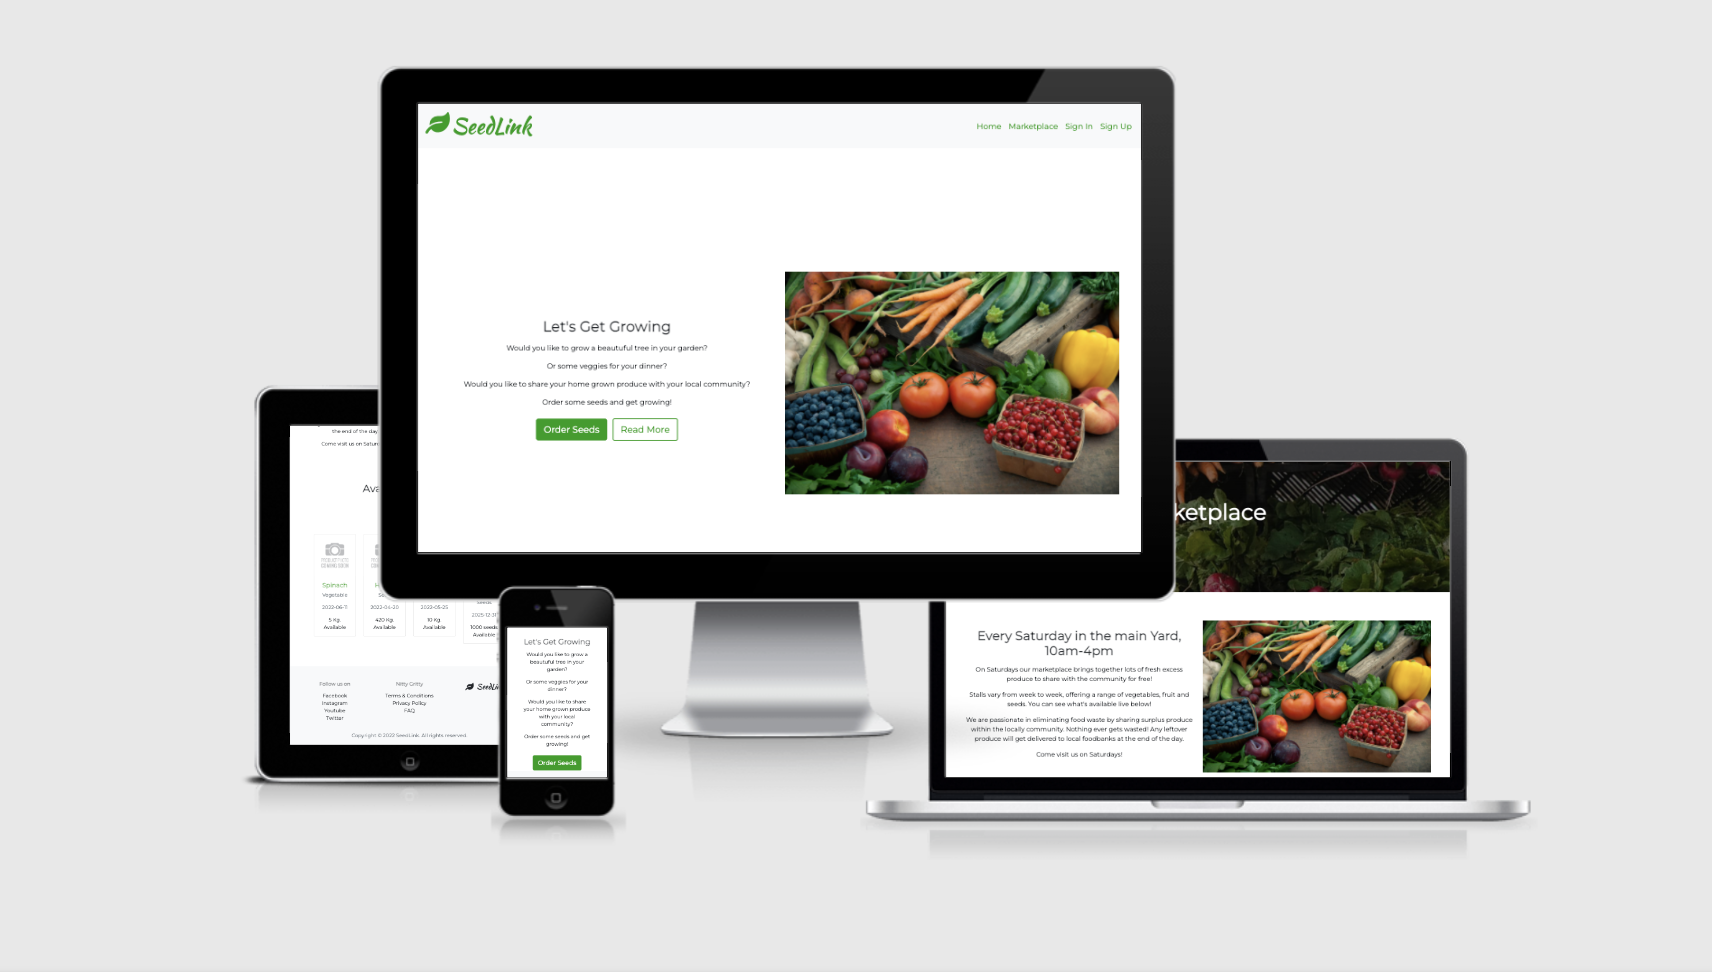 SeedLink
Home Marketplace Sign In Sign Up
Let's Get Growing
Would you like to grow a beautuful tree in your garden?
Or some veggies for your dinner?
Would you like to share your home grown produce with your local community?
Order some seeds and get growing!
Order Seeds Read More
the end of the day
Come visit us on Satur
Ava
Spinach
Vegetable
2022-06-11
5 Kg.
Available
2022-04-20
420 Kg.
Available
2022-05-25
10 Kg.
Available
seeds
2025-12-31
1000 seeds
Available
Follow us on
Facebook
Instagram
Youtube
Twitter
Nitty Gritty
Terms & Conditions
Privacy Policy
FAQ
SeedLin
Copyright © 2022 SeedLink. All rights reserved.
Let's Get Growing
Would you like to grow a
beautuful tree in your
garden?
Or some veggies for your
dinner?
Would you like to share
your home grown produce
with your local
community?
Order some seeds and get
growing!
Order Seeds
ketplace
Every Saturday in the main Yard,
10am-4pm
On Saturdays our marketplace brings together lots of fresh excess
produce to share with the community for free!
Stalls vary from week to week, offering a range of vegetables, fruit and
seeds. You can see what's available live below!
We are passionate in eliminating food waste by sharing surplus produce
within the locally community. Nothing ever gets wasted! Any leftover
produce will get delivered to local foodbanks at the end of the day.
Come visit us on Saturdays!